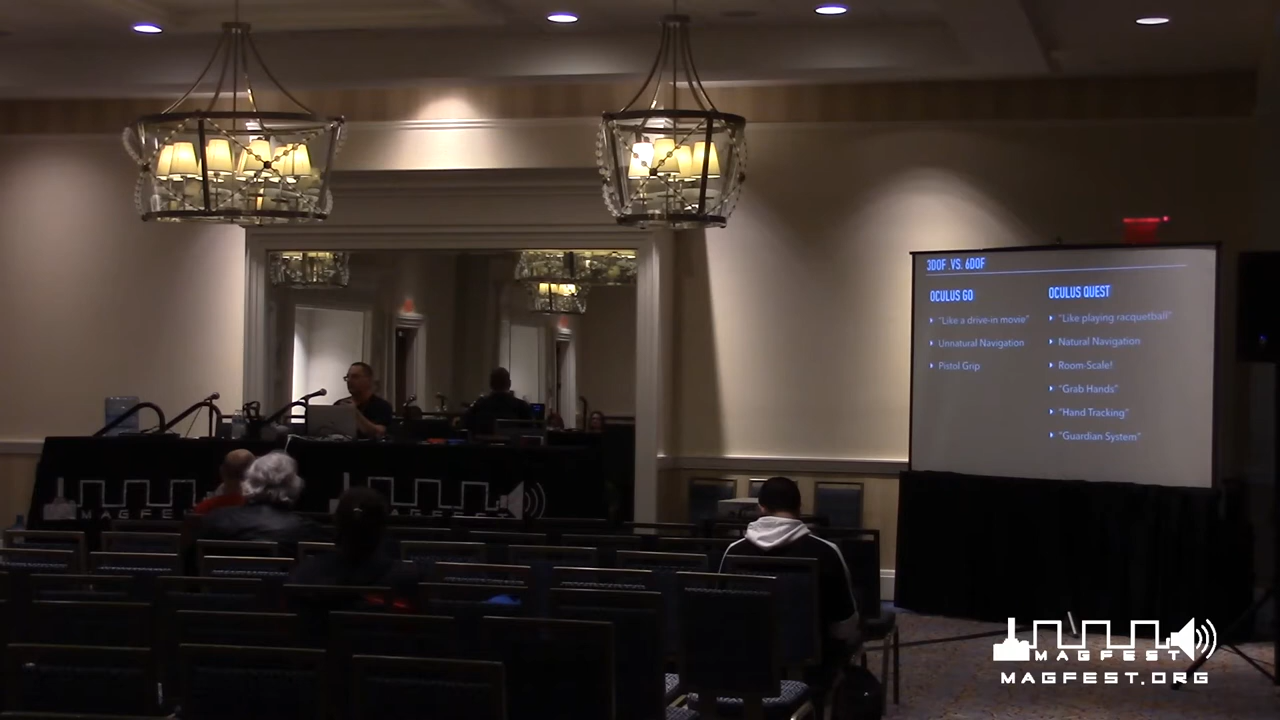 3DOF .VS. 6DOF
OCULUS GO
"Like a drive-in movie"
Unnatural Navigation
Pistol Grip
OCULUS QUEST
"Like playing racquetball"
Natural Navigation
Room-Scale!
"Grab Hands"
"Hand Tracking"
"Guardian System"
MAGFE
MAGFEST
MAGFEST
MAGFEST.ORG